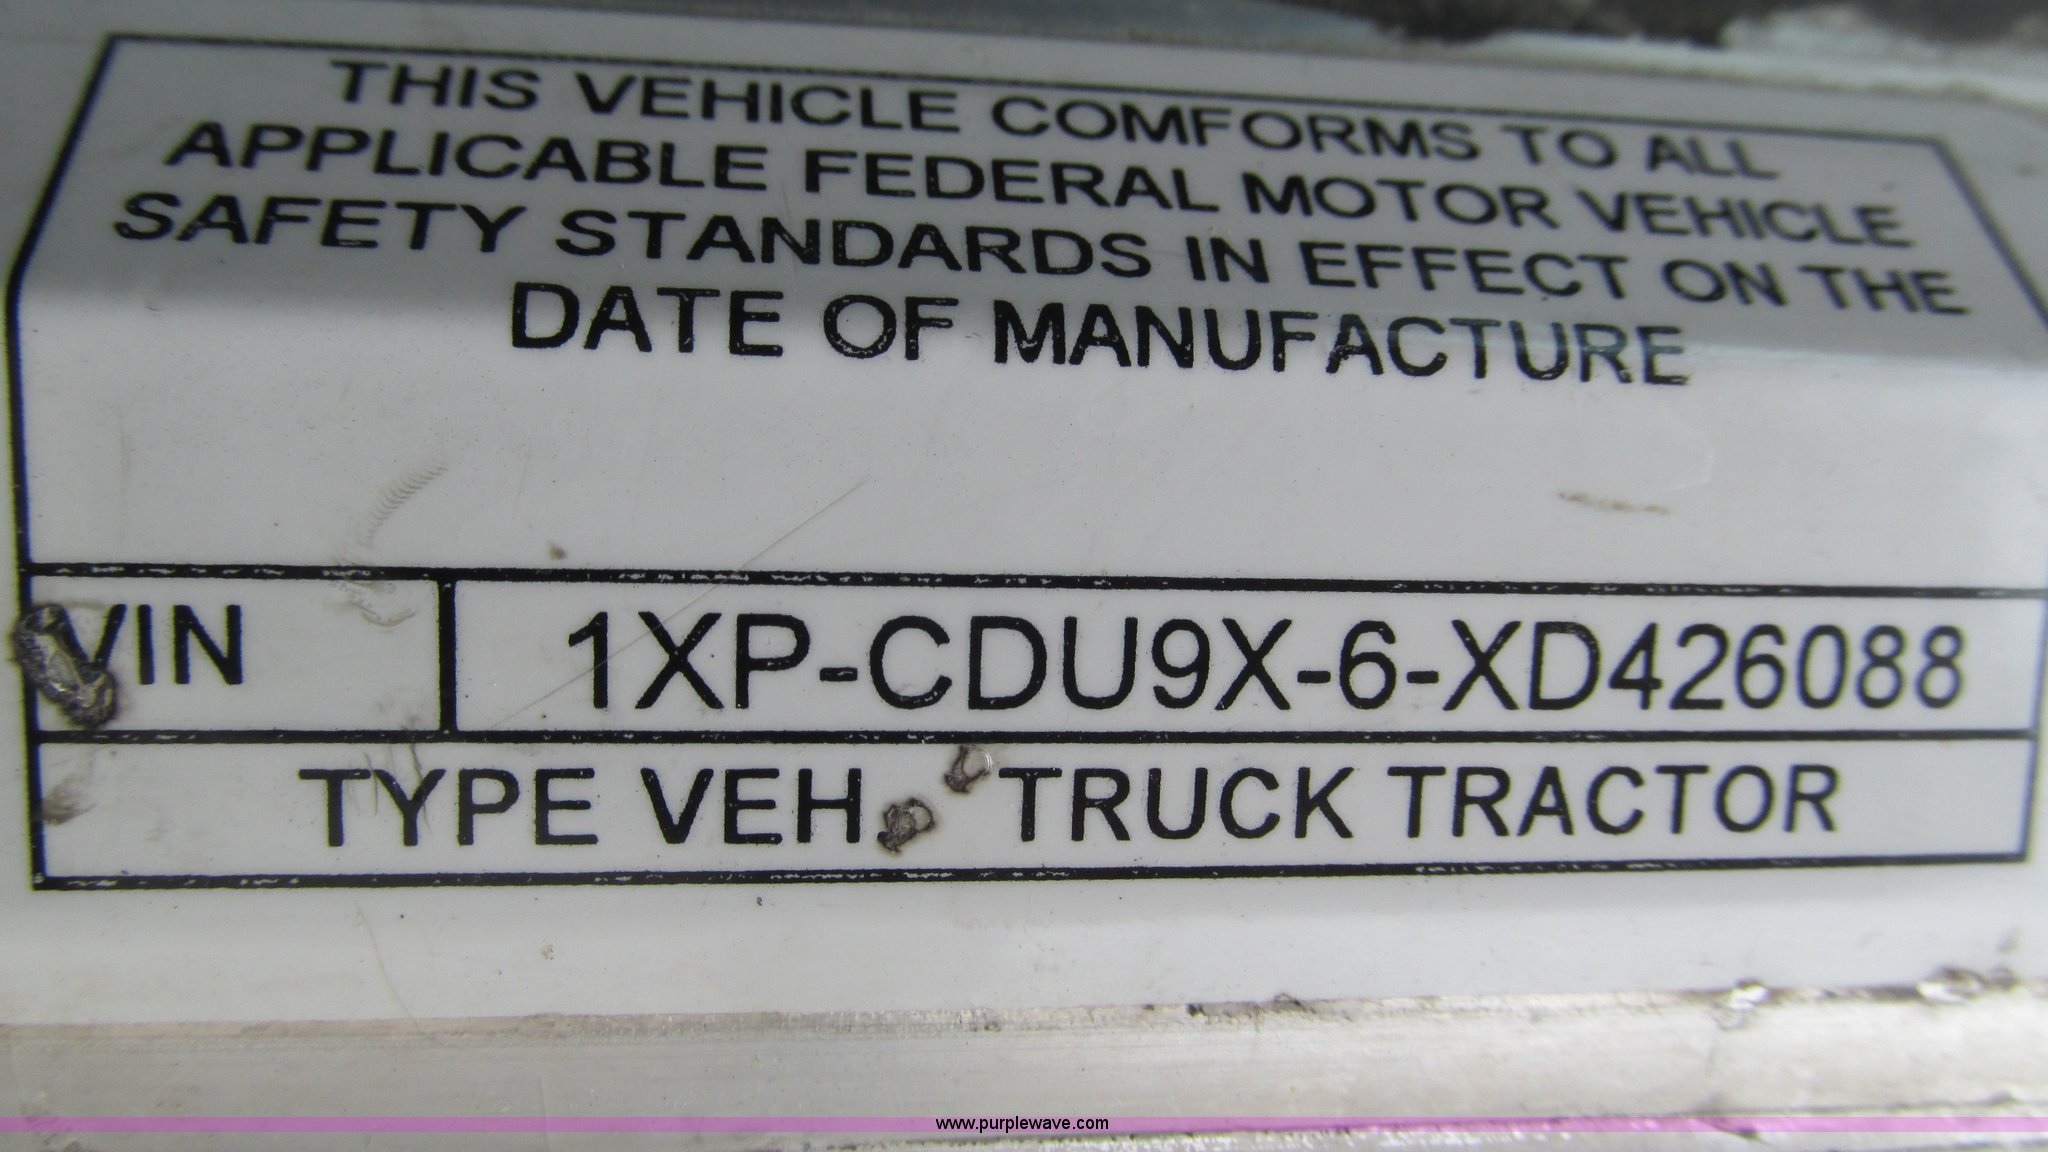 THIS VEHICLE COMFORMS TO ALL
APPLICABLE FEDERAL MOTOR VEHICLE
SAFETY STANDARDS IN EFFECT ON THE
DATE OF MANUFACTURE
VIN 1XP-CDU9X-6-XD426088
TYPE VEH. TRUCK TRACTOR
www.purplewave.com